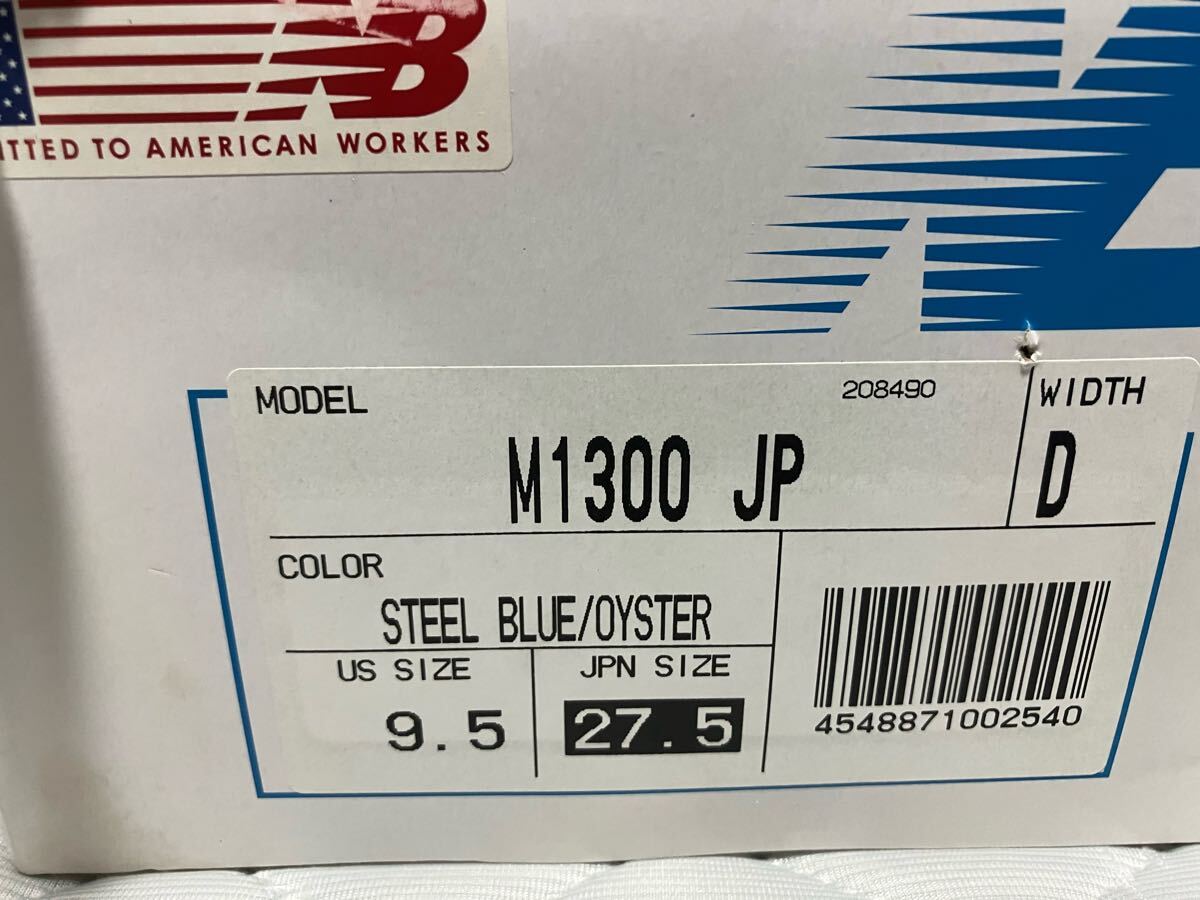 NB
TO AMERICAN WORKERS
MODEL
208490
WIDTH
M1300 JP
D
COLOR
STEEL BLUE/OYSTER
US SIZE
JPN SIZE
9.5
27.5
4548871002540